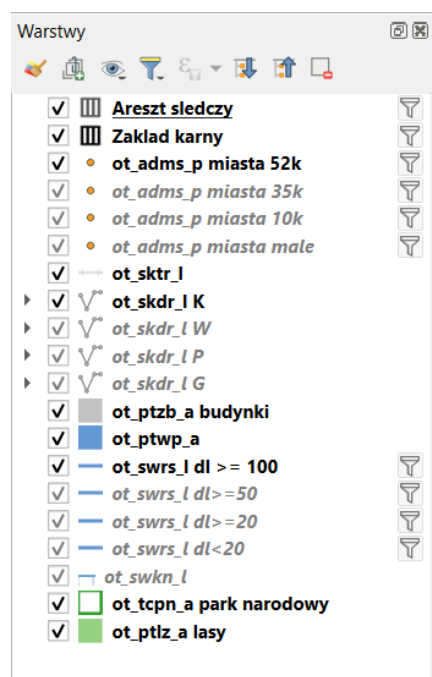 Warstwy
Areszt sledczy
Zaklad karny
ot_adms_p miasta 52k
ot_adms_p miasta 35k
ot_adms_p miasta 10k
ot_adms_p miasta male
ot_sktr_l
ot_skdr_l K
ot_skdr_l W
ot_skdr_l P
ot_skdr_l G
ot_ptzb_a budynki
ot_ptwp_a
ot_swrs_l dl >= 100
ot_swrs_l dl>=50
ot_swrs_l dl>=20
ot_swrs_l dl<20
ot_swkn_l
ot_tcpn_a park narodowy
ot_ptlz_a lasy